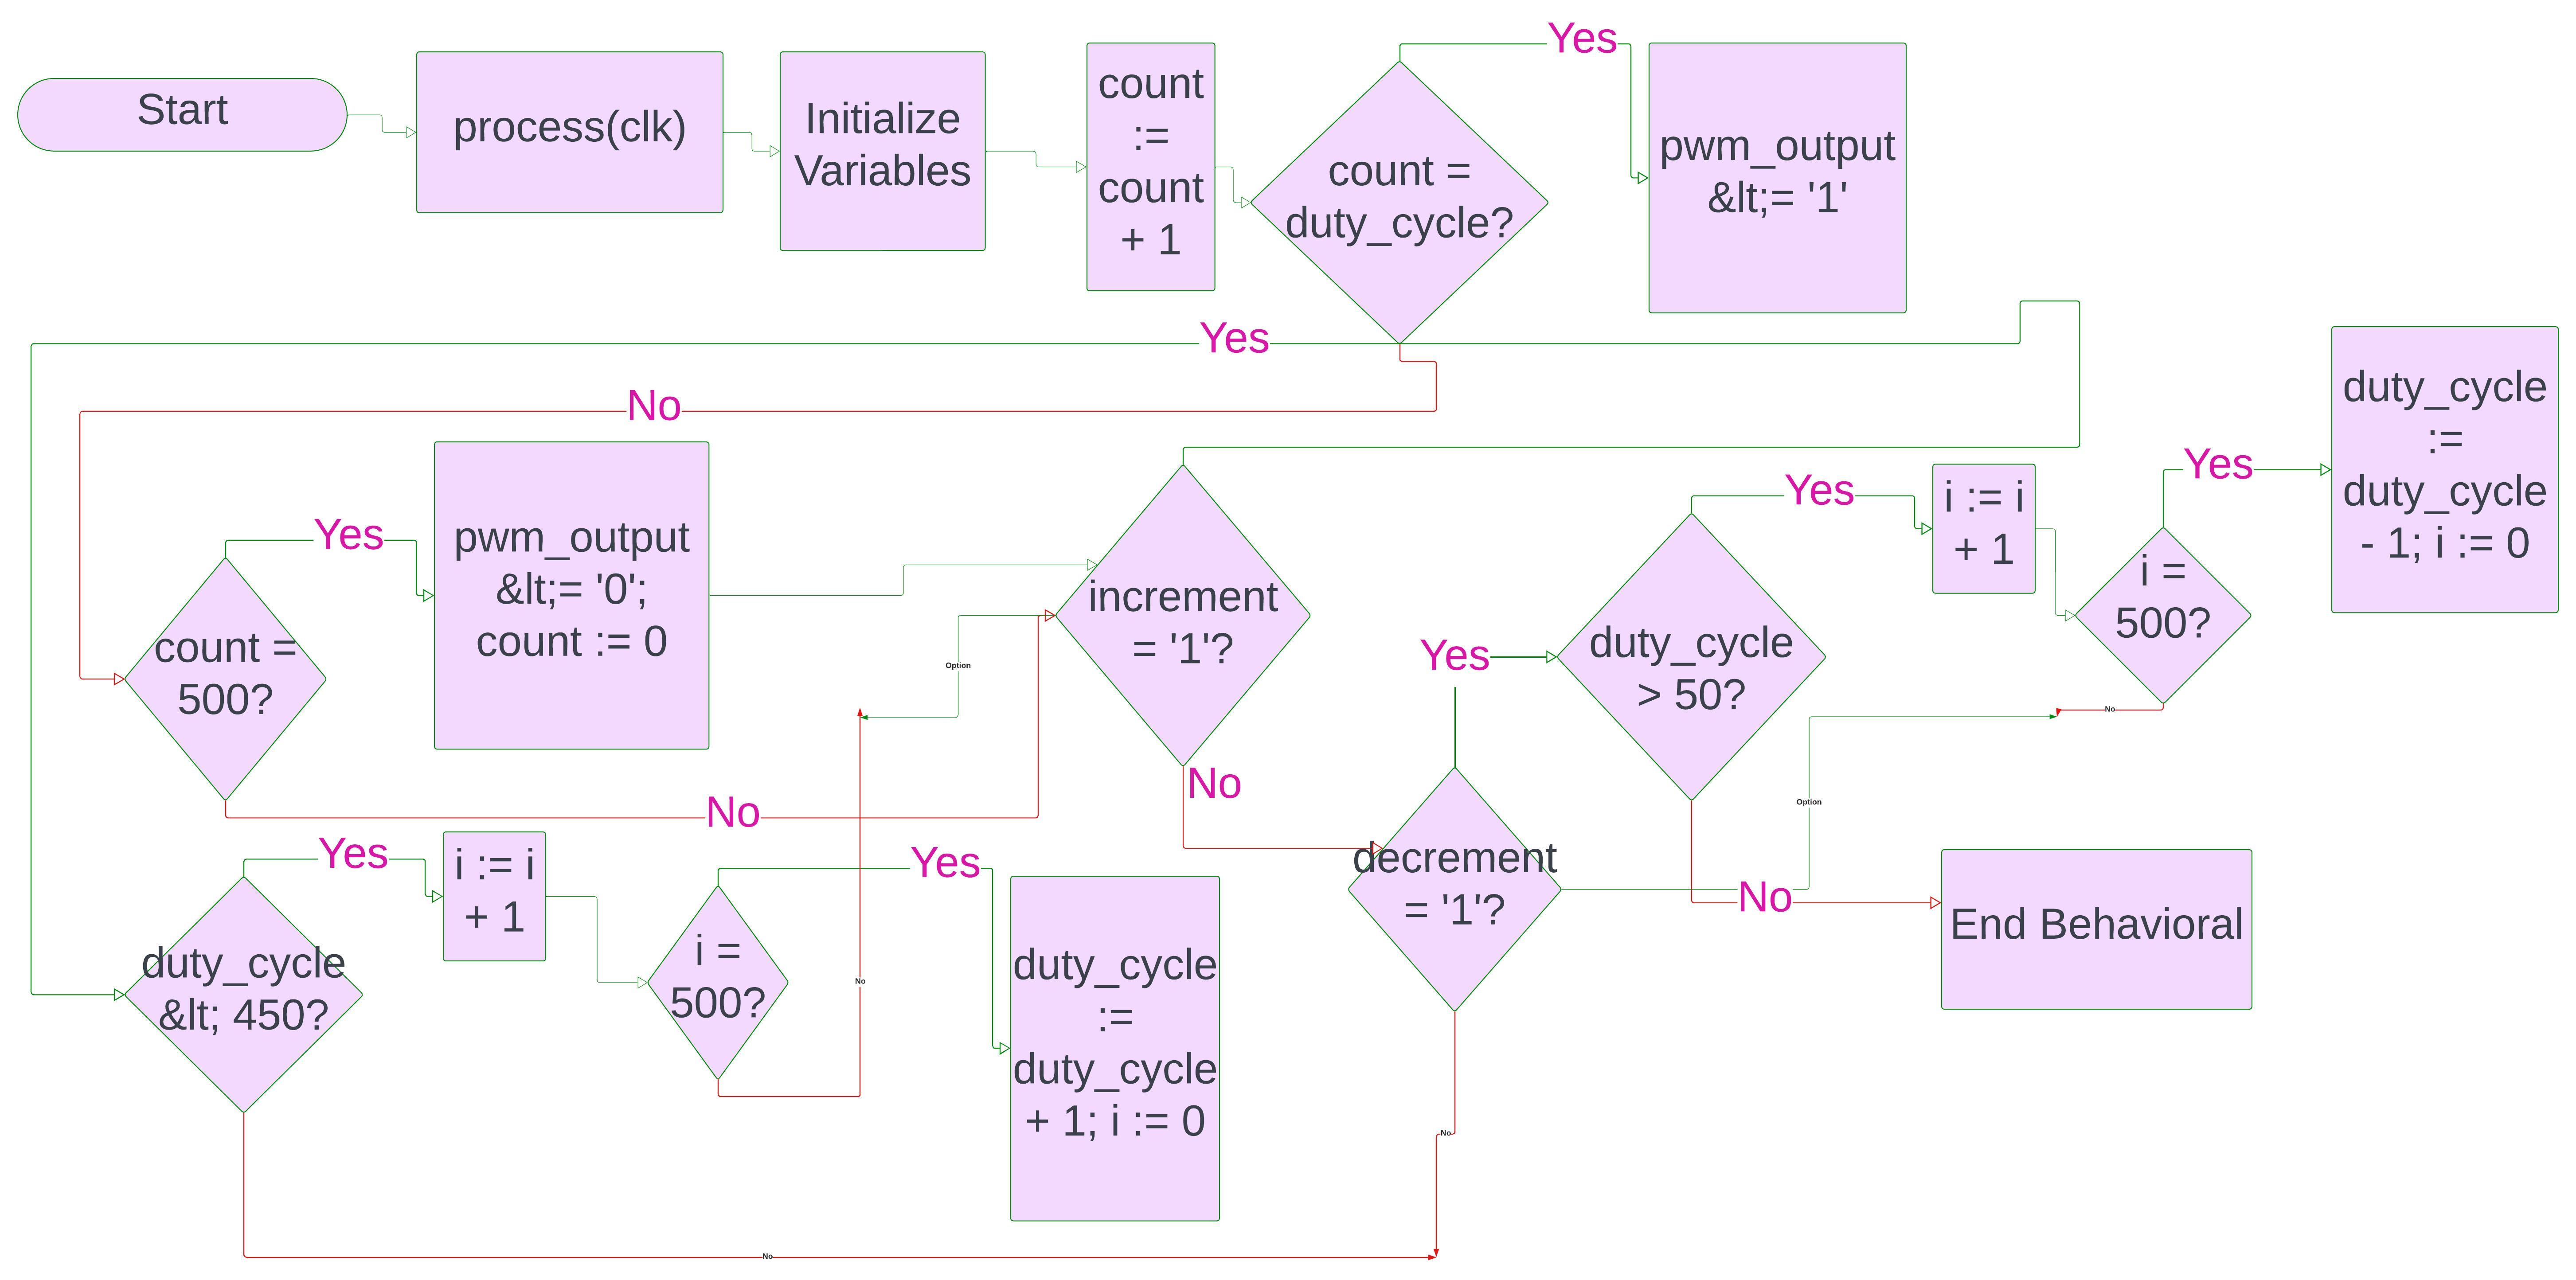 Start
process(clk)
Initialize
Variables
count
:=
count
+ 1
count =
duty_cycle?
Yes
pwm_output
&lt;= '1'
Yes
No
count =
500?
Yes
pwm_output
&lt;= '0';
count := 0
Option
increment
= '1'?
Yes
duty_cycle
> 50?
Yes
i := i
+ 1
i =
500?
Yes
duty_cycle
:=
duty_cycle
- 1; i := 0
No
No
No
Option
decrement
= '1'?
No
End Behavioral
duty_cycle
&lt; 450?
Yes
i := i
+ 1
i =
500?
No
Yes
duty_cycle
:=
duty_cycle
+ 1; i := 0
No
No